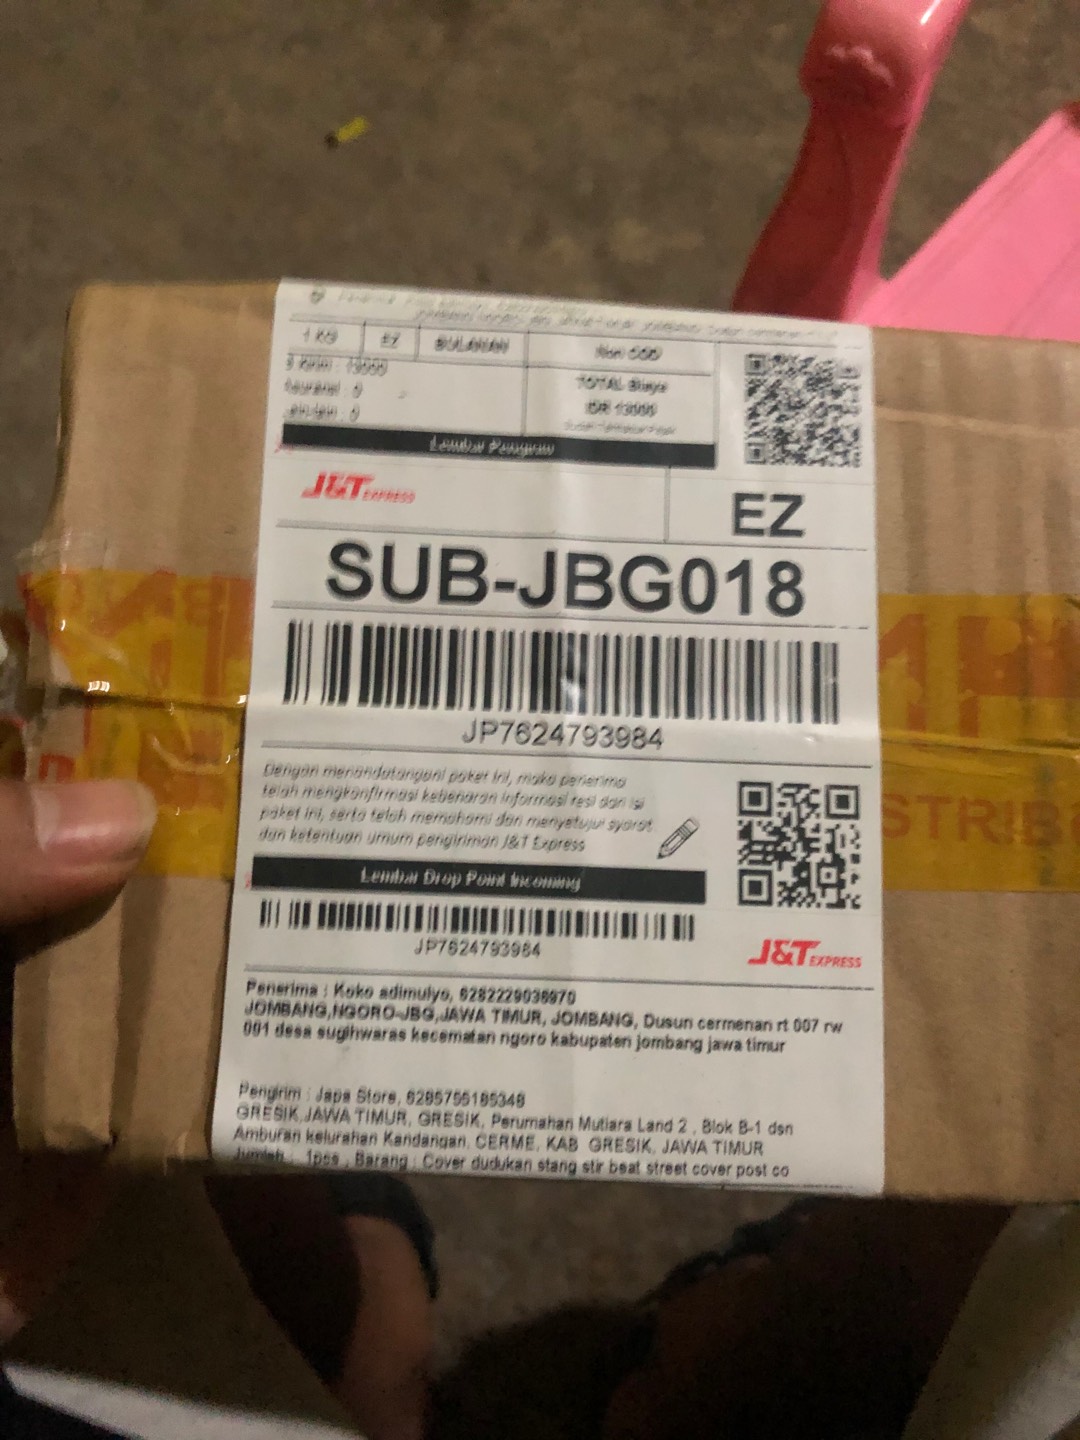 1 KG EZ BULANAN Non COD
B.Kirim : 13000
TOTAL Biaya
IDR 13000
Lembar Pengirim
J&T EXPRESS
EZ
SUB-JBG018
JP7624793984
Dengan menandatangani paket ini, maka penerima
telah mengkonfirmasi kebenaran informasi resi dan isi
paket ini, serta telah memahami dan menyetujui syarat
dan ketentuan umum pengiriman J&T Express
Lembar Drop Point Incoming
JP7624793984
J&T EXPRESS
Penerima : Koko adimulyo, 6282229036970
JOMBANG,NGORO-JBG,JAWA TIMUR, JOMBANG, Dusun cermenan rt 007 rw
001 desa sugihwaras kecematan ngoro kabupaten jombang jawa timur
Pengirim : Japa Store, 6285755185348
GRESIK,JAWA TIMUR, GRESIK, Perumahan Mutiara Land 2 , Blok B-1 dsn
Amburan kelurahan Kandangan, CERME, KAB GRESIK, JAWA TIMUR
Jumlah : 1pcs , Barang : Cover dudukan stang stir beat street cover post co